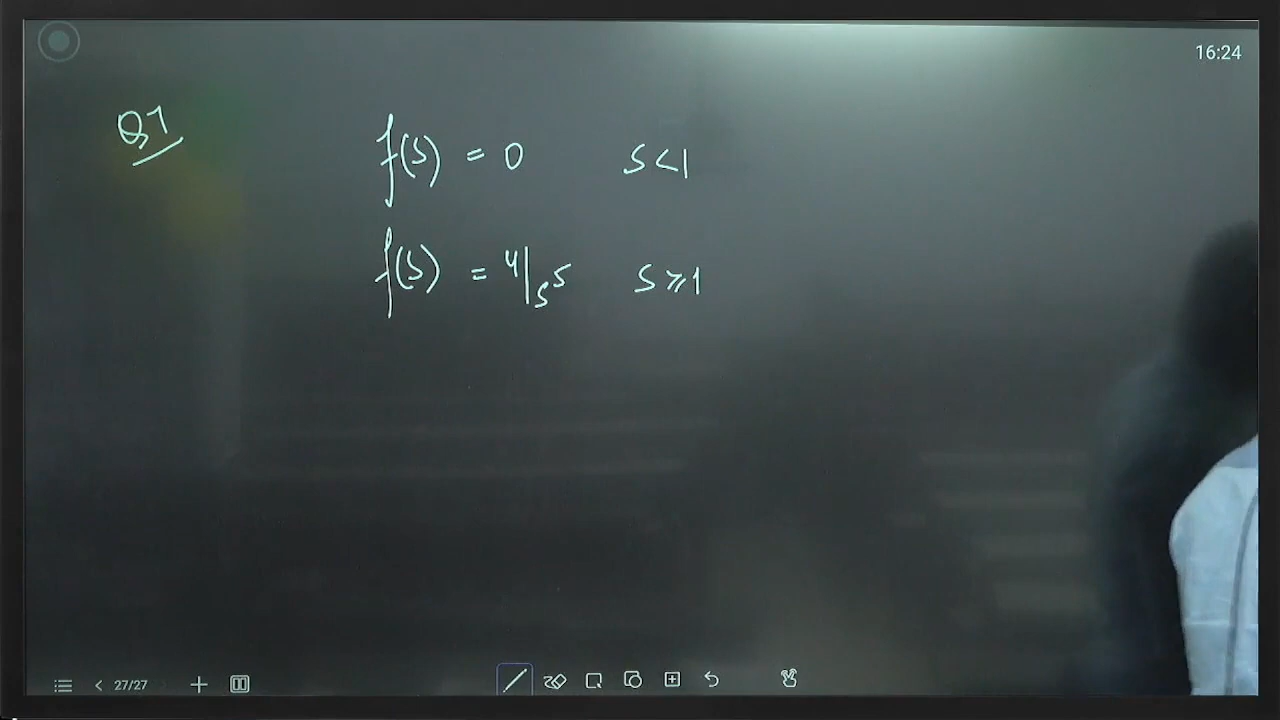 16:24
Q7
f(s) = 0 s<1
f(s) = 4/s⁵ s≥1
27/27